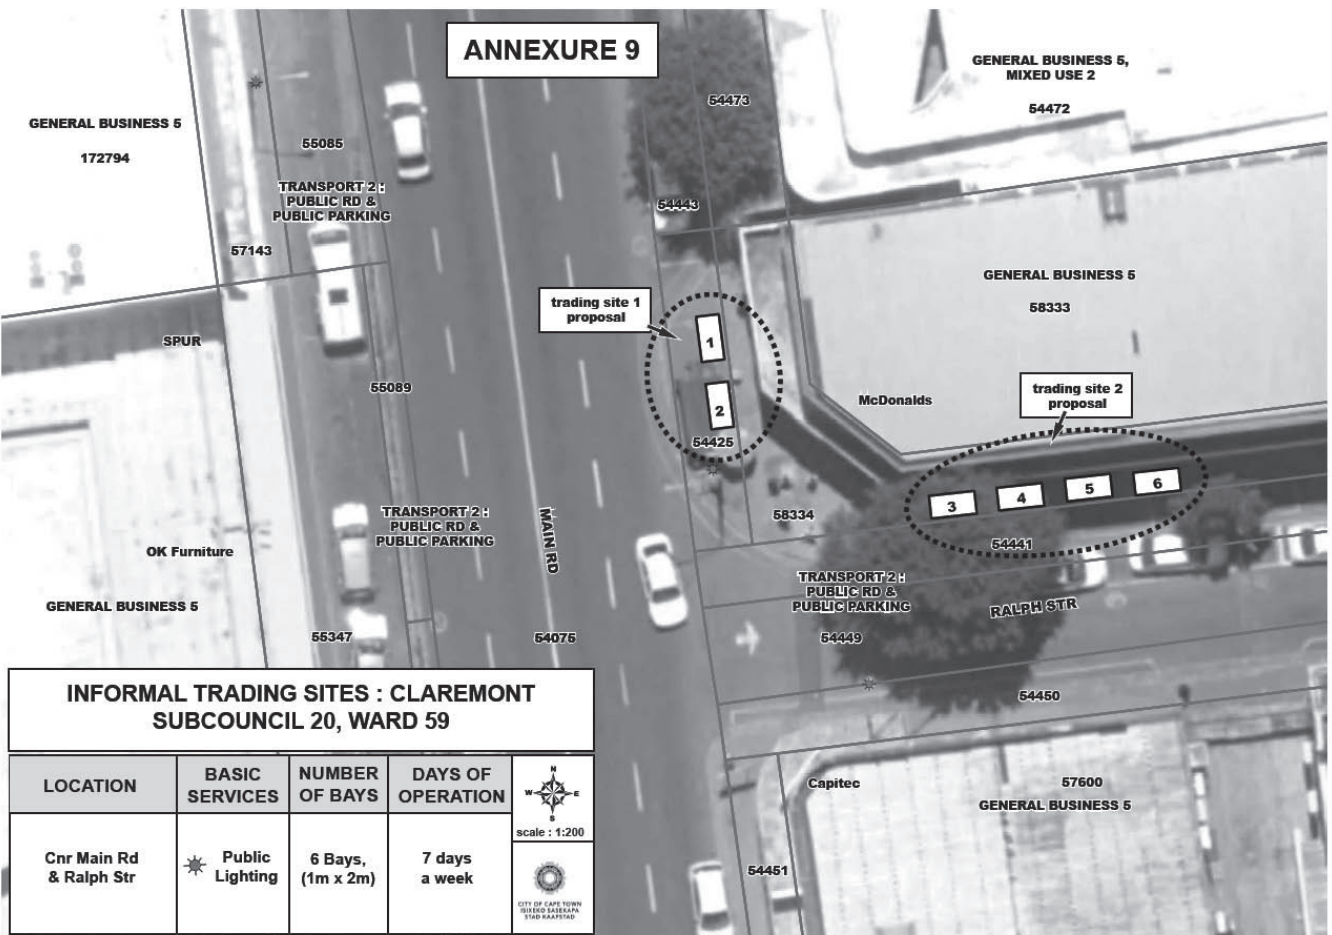 ANNEXURE 9
GENERAL BUSINESS 5,
MIXED USE 2
54472
54473
GENERAL BUSINESS 5
172794
55085
TRANSPORT 2 :
PUBLIC RD &
PUBLIC PARKING
54443
57143
GENERAL BUSINESS 5
58333
trading site 1
proposal
1
SPUR
55089
trading site 2
proposal
McDonalds
2
54425
3
4
5
6
TRANSPORT 2 :
PUBLIC RD &
PUBLIC PARKING
MAIN RD
58334
54441
OK Furniture
TRANSPORT 2 :
PUBLIC RD &
PUBLIC PARKING
RALPH STR
GENERAL BUSINESS 5
55347
54075
54449
54450
INFORMAL TRADING SITES : CLAREMONT
SUBCOUNCIL 20, WARD 59
LOCATION
BASIC
SERVICES
NUMBER
OF BAYS
DAYS OF
OPERATION
N
W
E
S
scale : 1:200
Cnr Main Rd
& Ralph Str
Public
Lighting
6 Bays,
(1m x 2m)
7 days
a week
CITY OF CAPE TOWN
ISIXEKO SASEKAPA
STAD KAAPSTAD
Capitec
57600
GENERAL BUSINESS 5
54451